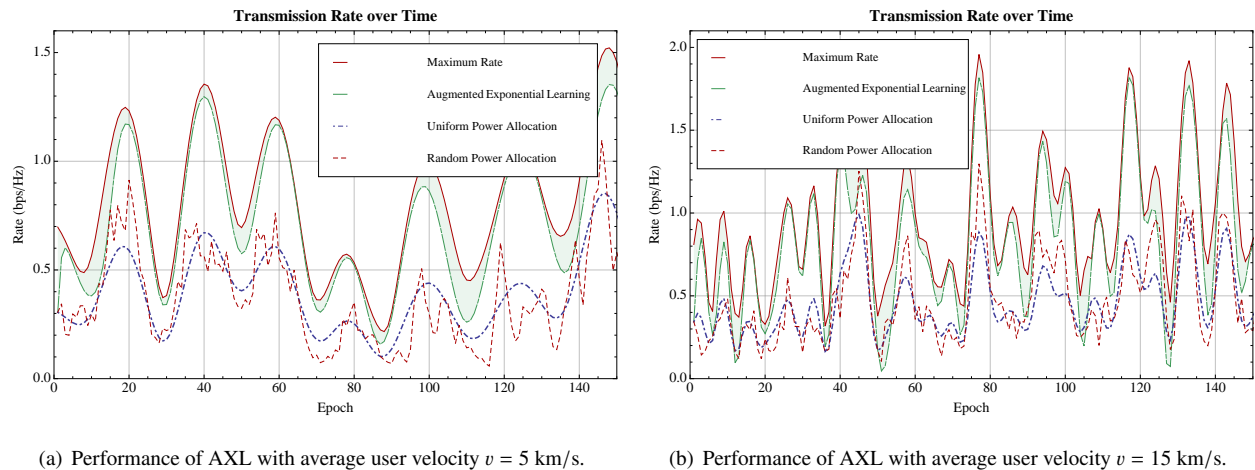 Transmission Rate over Time
Rate (bps/Hz)
1.5
1.0
0.5
0.0
Maximum Rate
Augmented Exponential Learning
Uniform Power Allocation
Random Power Allocation
0 20 40 60 80 100 120 140
Epoch
(a) Performance of AXL with average user velocity v = 5 km/s.
Transmission Rate over Time
Rate (bps/Hz)
2.0
1.5
1.0
0.5
0.0
Maximum Rate
Augmented Exponential Learning
Uniform Power Allocation
Random Power Allocation
0 20 40 60 80 100 120 140
Epoch
(b) Performance of AXL with average user velocity v = 15 km/s.